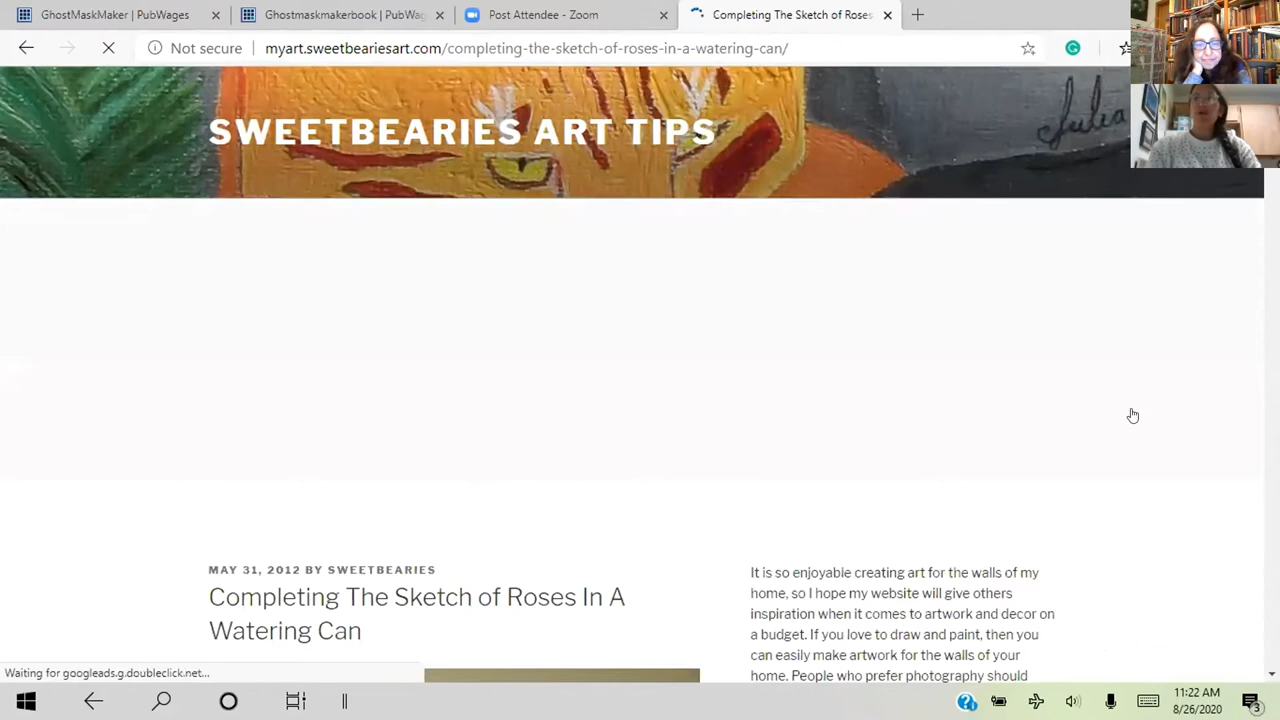 GhostMaskMaker | PubWages
Ghostmaskmakerbook | PubWag
Post Attendee - Zoom
Completing The Sketch of Roses
Not secure
myart.sweetbeariesart.com/completing-the-sketch-of-roses-in-a-watering-can/
SWEETBEARIES ART TIPS
Julia
MAY 31, 2012 BY SWEETBEARIES
Completing The Sketch of Roses In A
Watering Can
It is so enjoyable creating art for the walls of my
home, so I hope my website will give others
inspiration when it comes to artwork and decor on
a budget. If you love to draw and paint, then you
can easily make artwork for the walls of your
home. People who prefer photography should
Waiting for googleads.g.doubleclick.net...
11:22 AM
8/26/2020
3